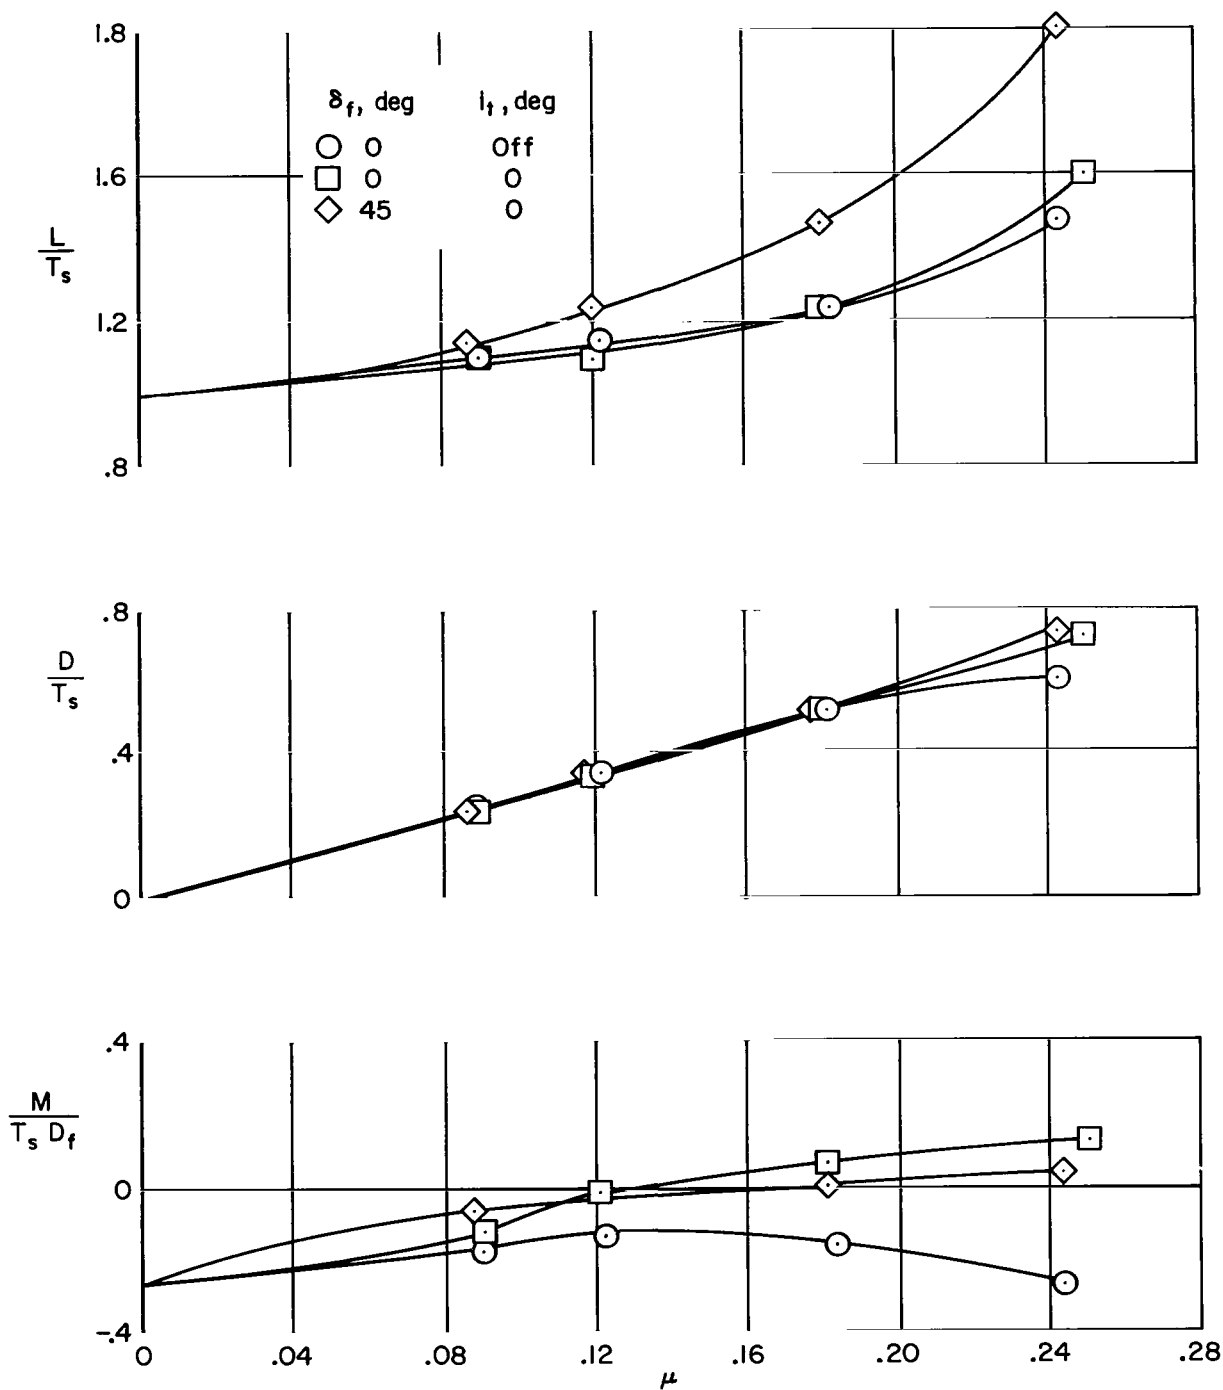 1.8
δf, deg it, deg
0 Off
1.6
0 0
45 0
L
Ts
1.2
.8
.8
D
Ts
.4
0
.4
M
Ts Df
0
-.4
0 .04 .08 .12 .16 .20 .24 .28
μ